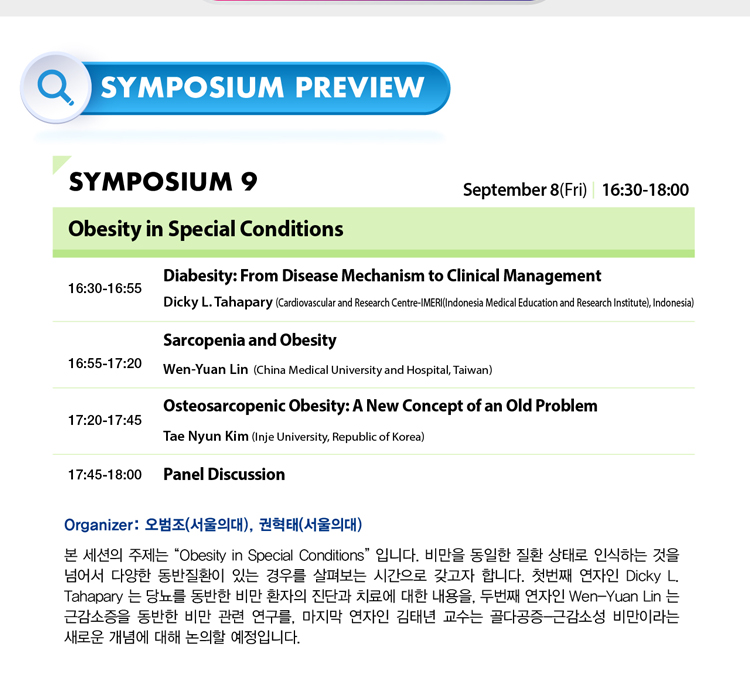 SYMPOSIUM PREVIEW
SYMPOSIUM 9
September 8(Fri) | 16:30-18:00
Obesity in Special Conditions
16:30-16:55
Diabesity: From Disease Mechanism to Clinical Management
Dicky L. Tahapary (Cardiovascular and Research Centre-IMERI(Indonesia Medical Education and Research Institute), Indonesia)
16:55-17:20
Sarcopenia and Obesity
Wen-Yuan Lin (China Medical University and Hospital, Taiwan)
17:20-17:45
Osteosarcopenic Obesity: A New Concept of an Old Problem
Tae Nyun Kim (Inje University, Republic of Korea)
17:45-18:00 Panel Discussion
Organizer: 오범조(서울의대), 권혁태(서울의대)
본 세션의 주제는 “Obesity in Special Conditions” 입니다. 비만을 동일한 질환 상태로 인식하는 것을
넘어서 다양한 동반질환이 있는 경우를 살펴보는 시간으로 갖고자 합니다. 첫번째 연자인 Dicky L.
Tahapary 는 당뇨를 동반한 비만 환자의 진단과 치료에 대한 내용을, 두번째 연자인 Wen-Yuan Lin 는
근감소증을 동반한 비만 관련 연구를, 마지막 연자인 김태년 교수는 골다공증-근감소성 비만이라는
새로운 개념에 대해 논의할 예정입니다.